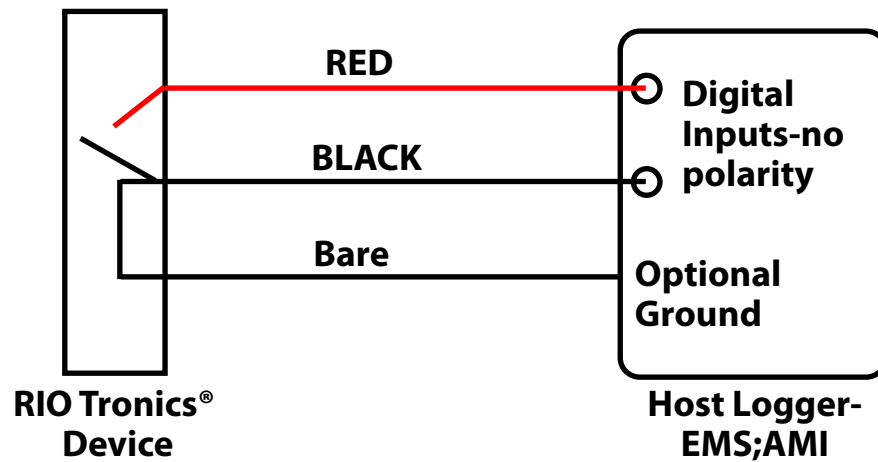 RED
Digital
Inputs-no
polarity
BLACK
Bare
Optional
Ground
RIO Tronics®
Device
Host Logger-
EMS;AMI